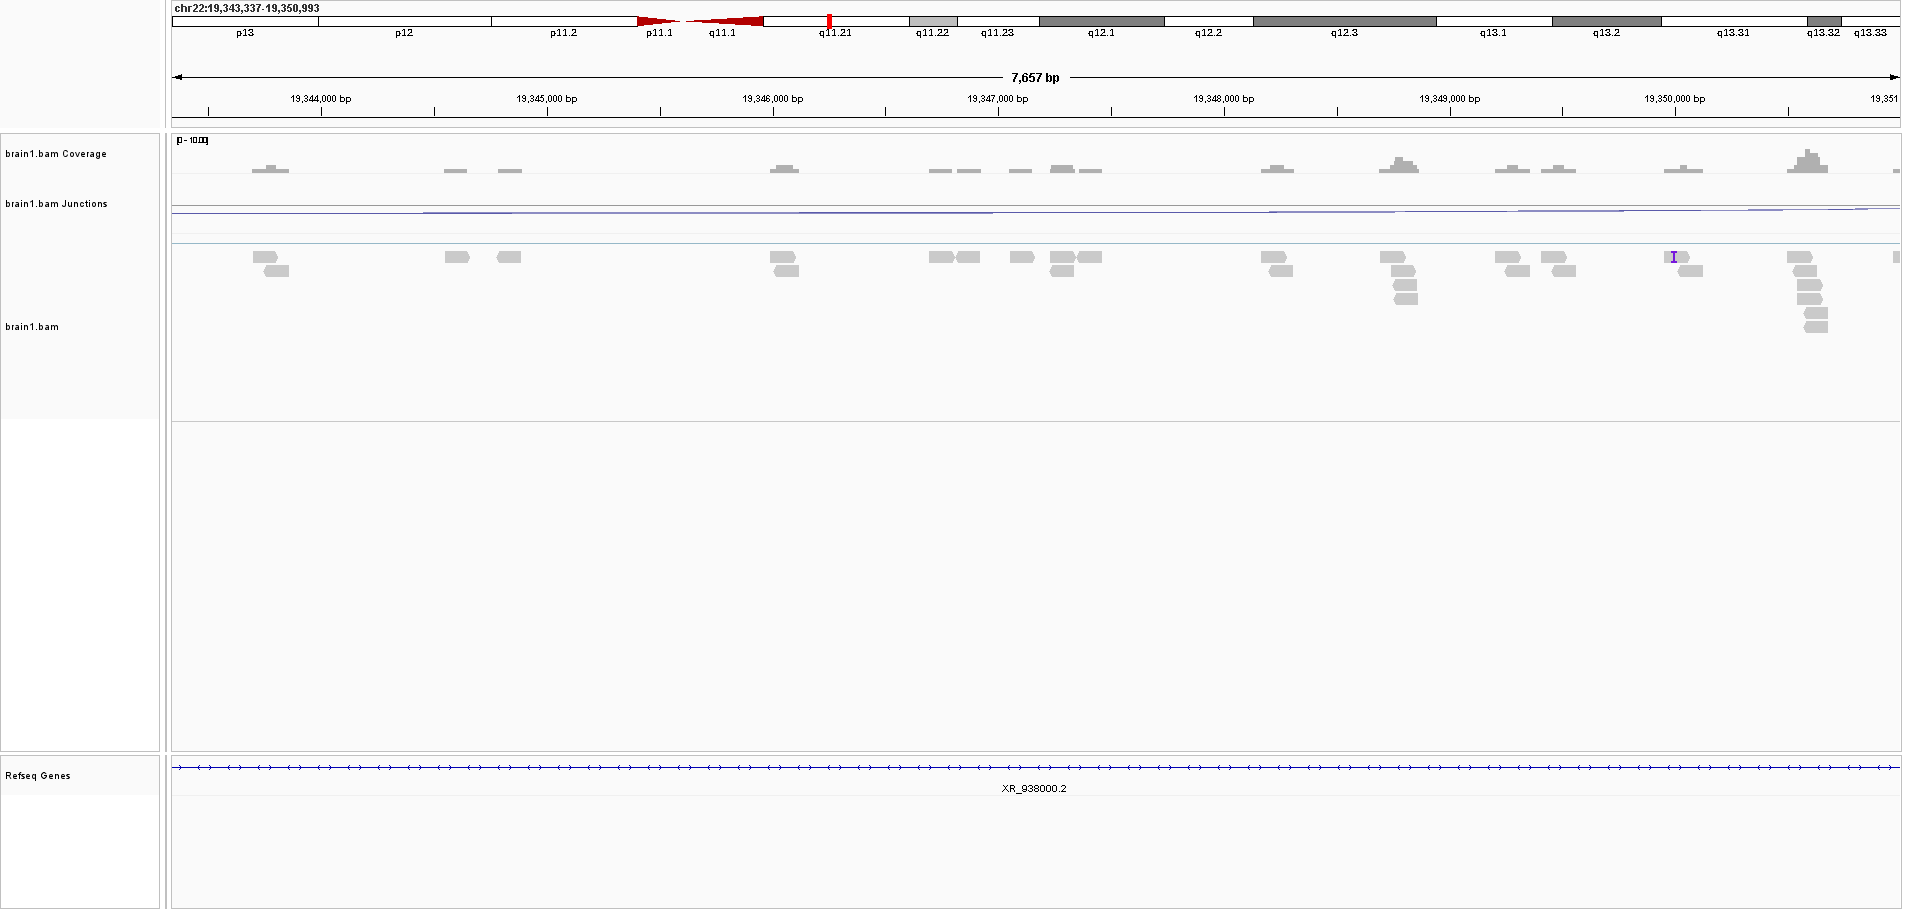 chr22:19,343,337-19,350,993
p13 p12 p11.2 p11.1 q11.1 q11.21 q11.22 q11.23 q12.1 q12.2 q12.3 q13.1 q13.2 q13.31 q13.32 q13.33
7,657 bp
19,344,000 bp 19,345,000 bp 19,346,000 bp 19,347,000 bp 19,348,000 bp 19,349,000 bp 19,350,000 bp 19,351
[0 - 10.00]
brain1.bam Coverage
brain1.bam Junctions
brain1.bam
Refseq Genes
XR_938000.2